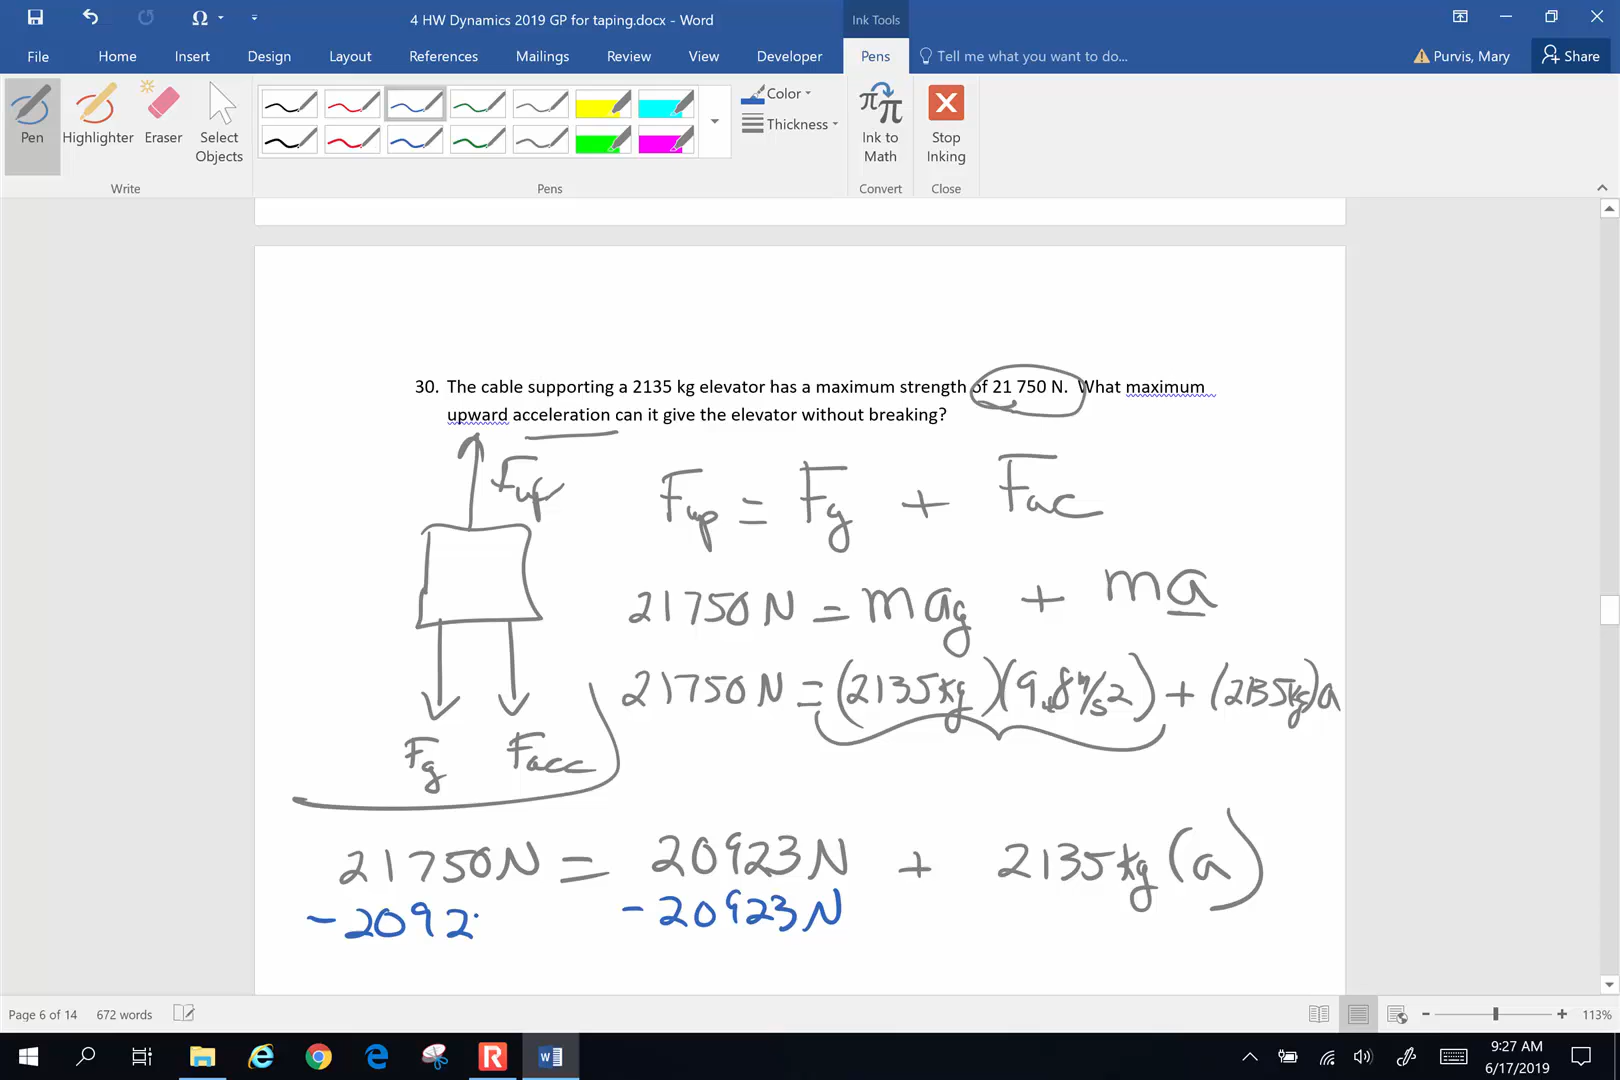 4 HW Dynamics 2019 GP for taping.docx - Word
Ink Tools
File Home Insert Design Layout References Mailings Review View Developer Pens Tell me what you want to do... Purvis, Mary Share
Pen Highlighter Eraser Select Objects
Color
Thickness
Ink to Math
Stop Inking
Write Pens Convert Close
30. The cable supporting a 2135 kg elevator has a maximum strength of 21 750 N. What maximum
upward acceleration can it give the elevator without breaking?
Fup
Fup = Fg + Fac
21750 N = mag + ma
21750 N = (2135kg)(9.8m/s2) + (2135kg)a
Fg Facc
21750N = 20923N + 2135kg(a)
-2092 -20923N
Page 6 of 14 672 words 113%
9:27 AM
6/17/2019